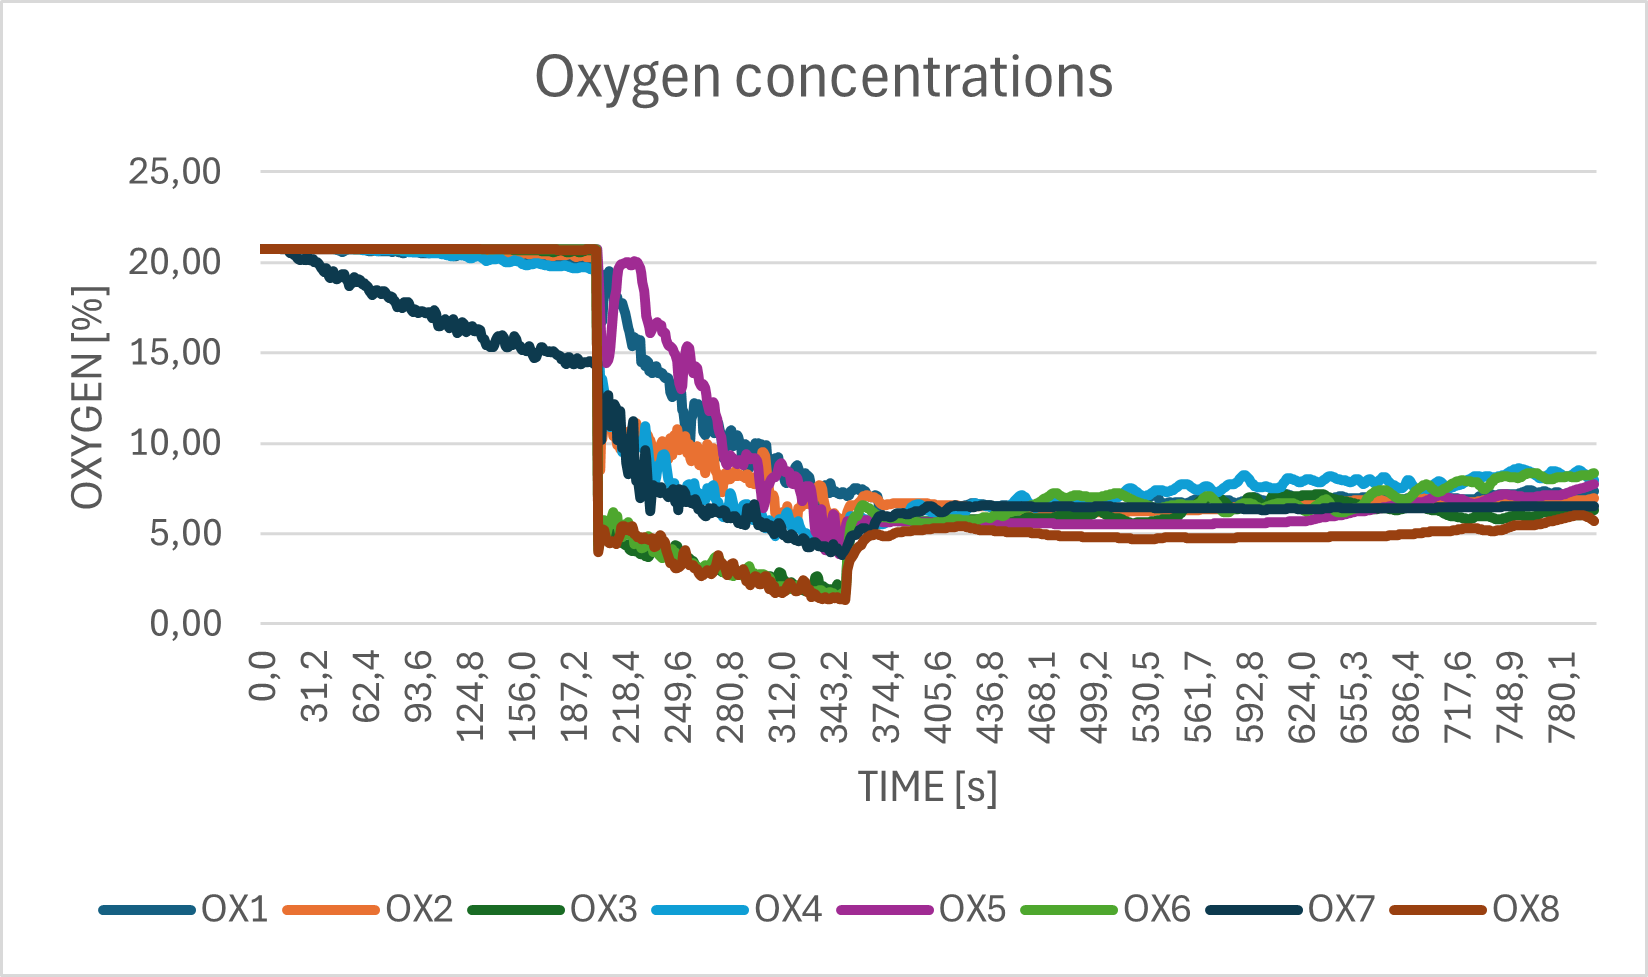 Oxygen concentrations
25,00
20,00
15,00
10,00
5,00
0,00
OXYGEN [%]
0,0 31,2 62,4 93,6 124,8 156,0 187,2 218,4 249,6 280,8 312,0 343,2 374,4 405,6 436,8 468,1 499,2 530,5 561,7 592,8 624,0 655,3 686,4 717,6 748,9 780,1
TIME [s]
OX1 OX2 OX3 OX4 OX5 OX6 OX7 OX8